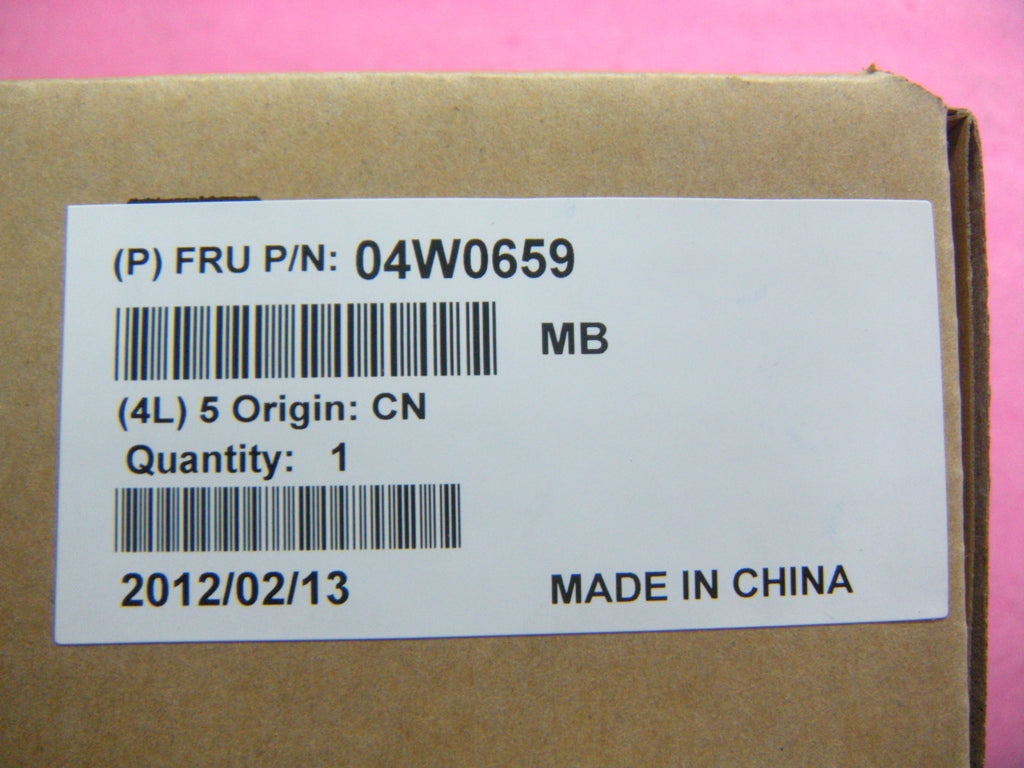 (P) FRU P/N: 04W0659
MB
(4L) 5 Origin: CN
Quantity: 1
2012/02/13
MADE IN CHINA